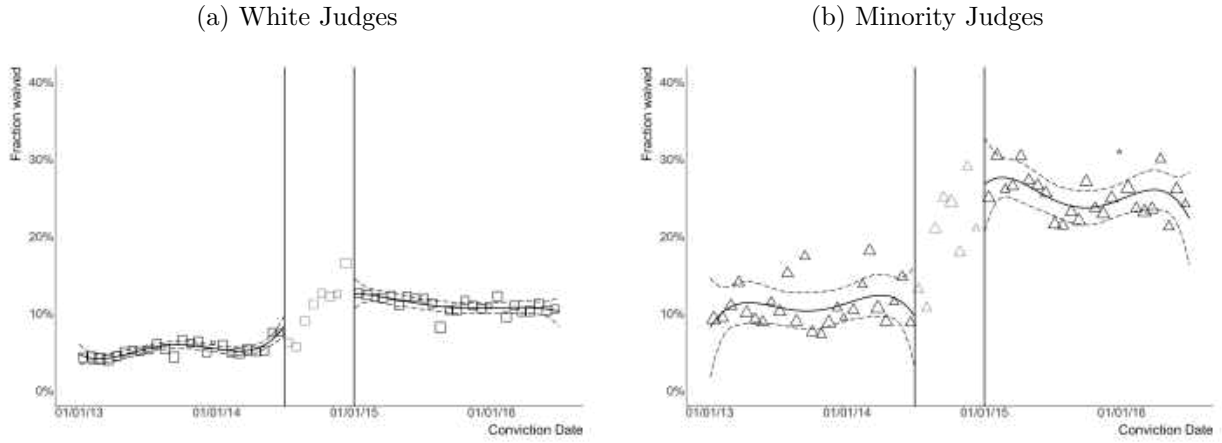 (a) White Judges
Fraction waived
40%
30%
20%
10%
0%
01/01/13 01/01/14 01/01/15 01/01/16
Conviction Date
(b) Minority Judges
Fraction waived
40%
30%
20%
10%
0%
01/01/13 01/01/14 01/01/15 01/01/16
Conviction Date